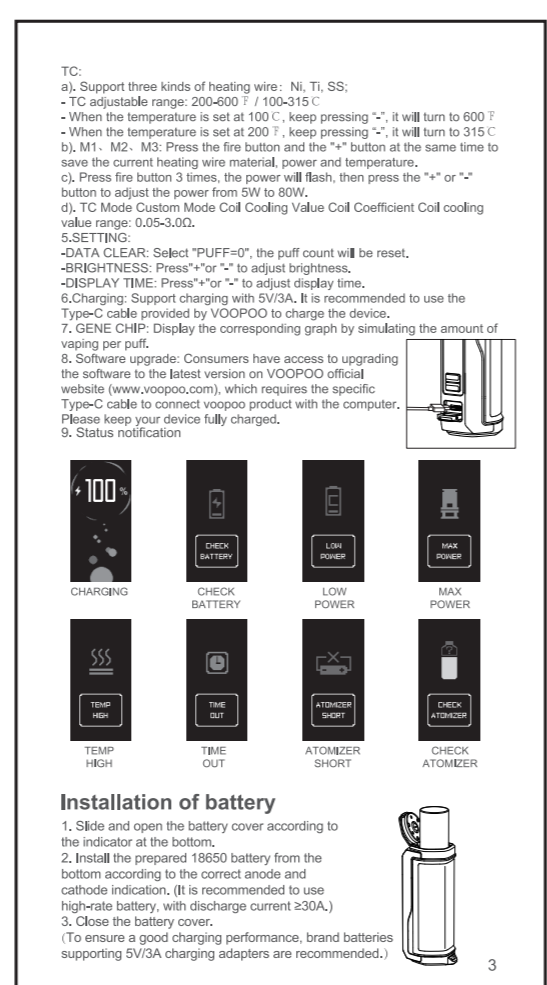 TC:
a). Support three kinds of heating wire: Ni, Ti, SS;
- TC adjustable range: 200-600℉ / 100-315℃
- When the temperature is set at 100℃, keep pressing “-”, it will turn to 600℉
- When the temperature is set at 200℉, keep pressing “-”, it will turn to 315℃
b). M1、M2、M3: Press the fire button and the "+" button at the same time to
save the current heating wire material, power and temperature.
c). Press fire button 3 times, the power will flash, then press the "+" or "-"
button to adjust the power from 5W to 80W.
d). TC Mode Custom Mode Coil Cooling Value Coil Coefficient Coil cooling
value range: 0.05-3.0Ω.
5.SETTING:
-DATA CLEAR: Select "PUFF=0", the puff count will be reset.
-BRIGHTNESS: Press"+"or "-" to adjust brightness.
-DISPLAY TIME: Press"+"or "-" to adjust display time.
6.Charging: Support charging with 5V/3A. It is recommended to use the
Type-C cable provided by VOOPOO to charge the device.
7. GENE CHIP: Display the corresponding graph by simulating the amount of
vaping per puff.
8. Software upgrade: Consumers have access to upgrading
the software to the latest version on VOOPOO official
website (www.voopoo.com), which requires the specific
Type-C cable to connect voopoo product with the computer.
Please keep your device fully charged.
9. Status notification
100 %
CHARGING
CHECK
BATTERY
CHECK
BATTERY
LOW
POWER
LOW
POWER
MAX
POWER
MAX
POWER
TEMP
HIGH
TEMP
HIGH
TIME
OUT
TIME
OUT
ATOMIZER
SHORT
ATOMIZER
SHORT
?
CHECK
ATOMIZER
CHECK
ATOMIZER
Installation of battery
1. Slide and open the battery cover according to
the indicator at the bottom.
2. Install the prepared 18650 battery from the
bottom according to the correct anode and
cathode indication. (It is recommended to use
high-rate battery, with discharge current ≥30A.)
3. Close the battery cover.
(To ensure a good charging performance, brand batteries
supporting 5V/3A charging adapters are recommended.)
3